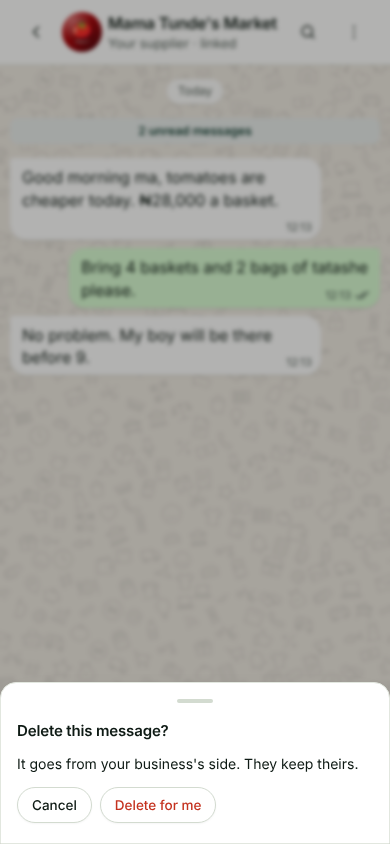 Mama Tunde's Market
Your supplier · linked
Today
2 unread messages
Good morning ma, tomatoes are
cheaper today. ₦28,000 a basket.
12:13
Bring 4 baskets and 2 bags of tatashe
please.
12:13
No problem. My boy will be there
before 9.
12:13
Delete this message?
It goes from your business's side. They keep theirs.
Cancel
Delete for me